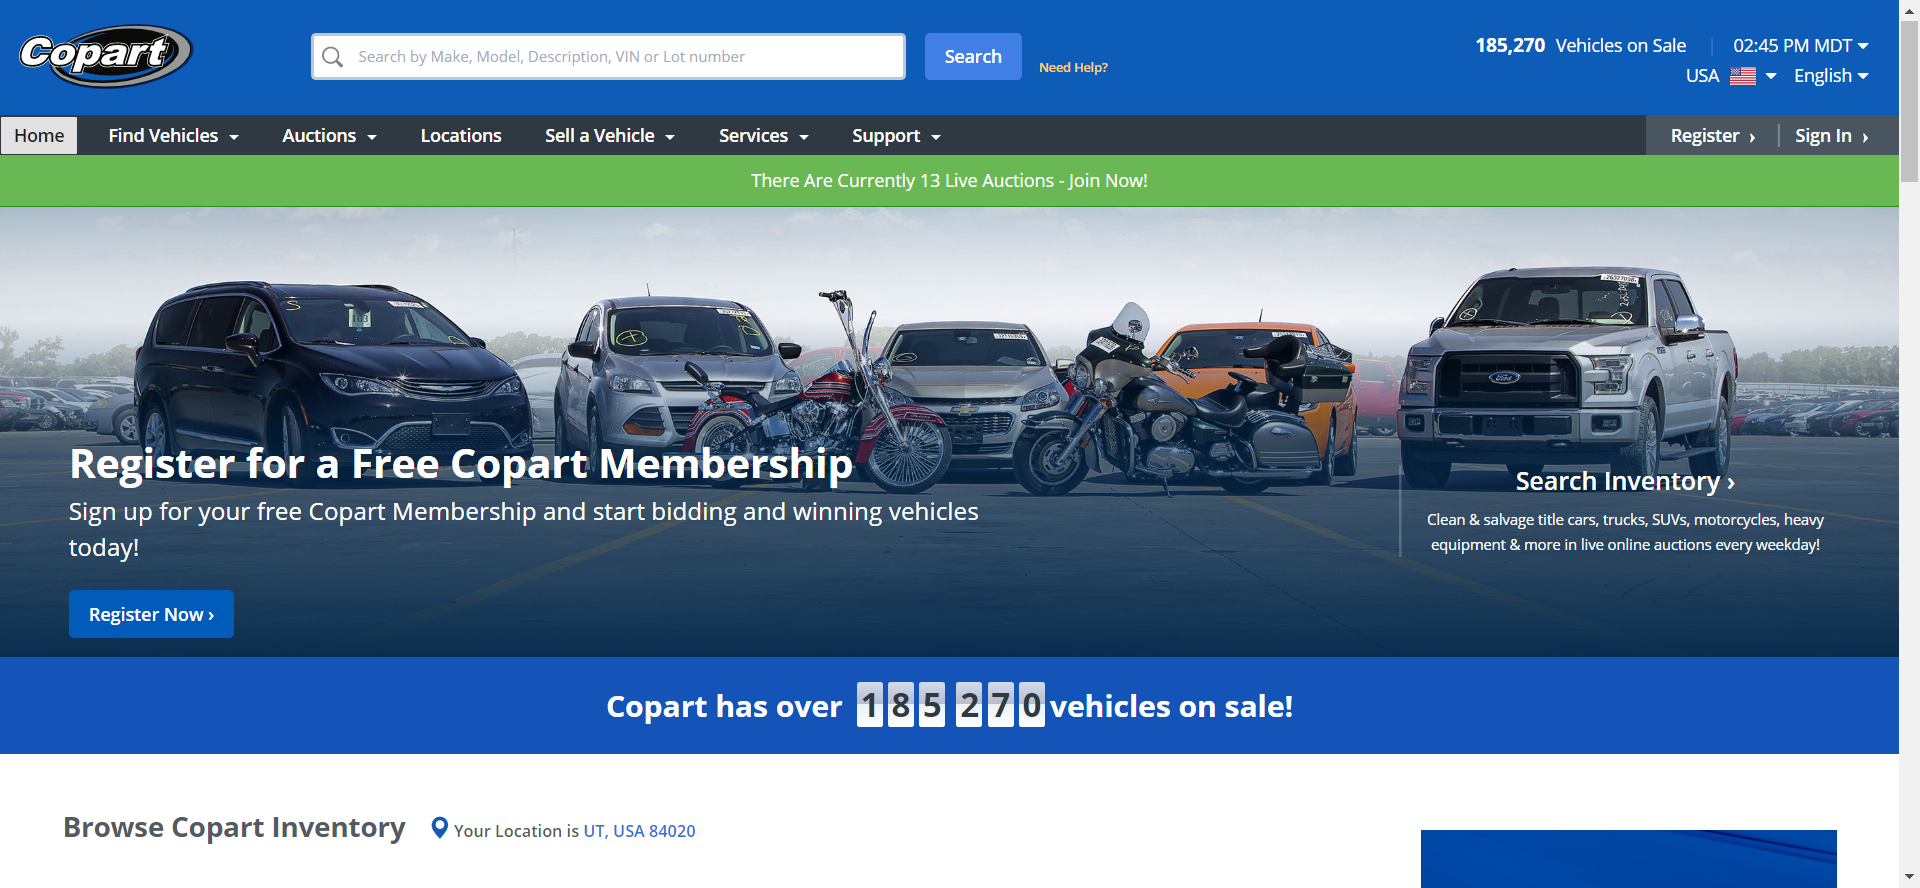 Copart
Search by Make, Model, Description, VIN or Lot number
Search
Need Help?
185,270 Vehicles on Sale
02:45 PM MDT
USA
English
Home
Find Vehicles
Auctions
Locations
Sell a Vehicle
Services
Support
Register ›
Sign In ›
There Are Currently 13 Live Auctions - Join Now!
Ford
Register for a Free Copart Membership
Sign up for your free Copart Membership and start bidding and winning vehicles
today!
Register Now ›
Search Inventory ›
Clean & salvage title cars, trucks, SUVs, motorcycles, heavy
equipment & more in live online auctions every weekday!
Copart has over 185 270 vehicles on sale!
Browse Copart Inventory
Your Location is UT, USA 84020